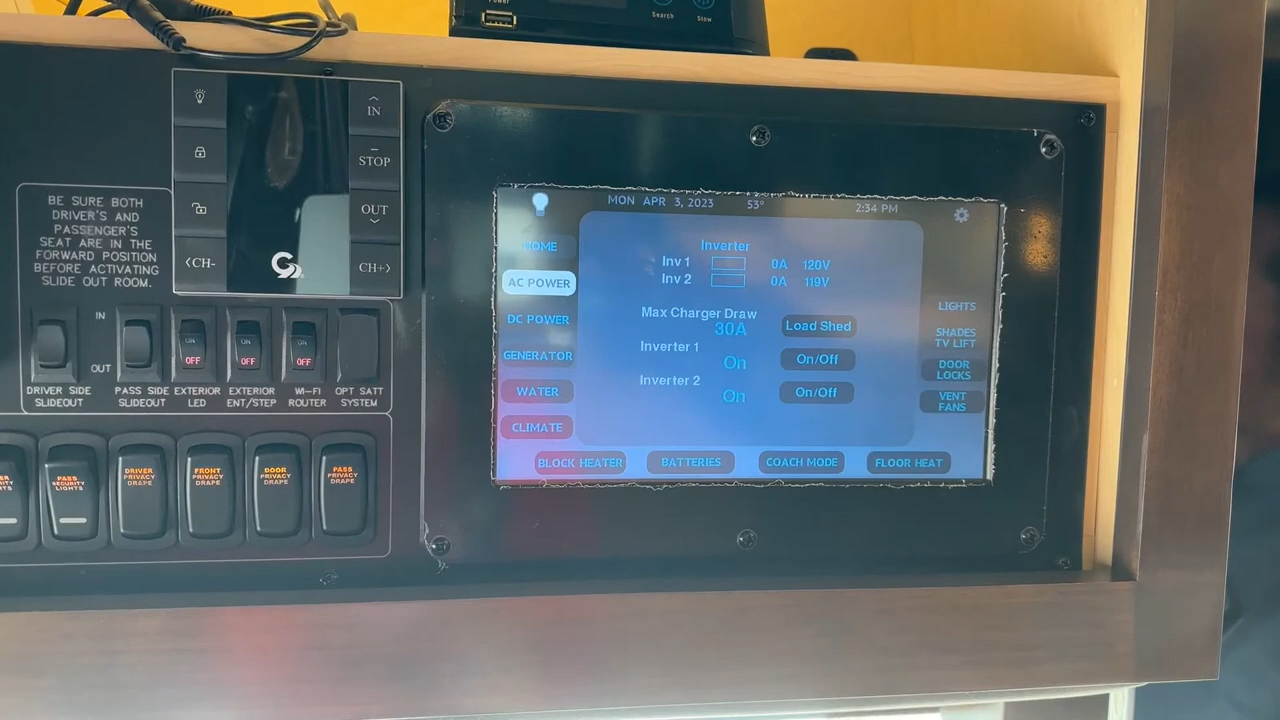 Power
Search
Stow
IN
STOP
OUT
CH-
CH+
BE SURE BOTH
DRIVER'S AND
PASSENGER'S
SEAT ARE IN THE
FORWARD POSITION
BEFORE ACTIVATING
SLIDE OUT ROOM.
IN
OUT
ON
OFF
ON
OFF
ON
OFF
DRIVER SIDE
SLIDEOUT
PASS SIDE
SLIDEOUT
EXTERIOR
LED
EXTERIOR
ENT/STEP
WI-FI
ROUTER
OPT SATT
SYSTEM
PASS
SECURITY
LIGHTS
DRIVER
PRIVACY
DRAPE
FRONT
PRIVACY
DRAPE
DOOR
PRIVACY
DRAPE
PASS
PRIVACY
DRAPE
MON APR 3, 2023 53° 2:34 PM
HOME
AC POWER
DC POWER
GENERATOR
WATER
CLIMATE
Inverter
Inv 1 0A 120V
Inv 2 0A 119V
Max Charger Draw
30A
Load Shed
Inverter 1
On
On/Off
Inverter 2
On
On/Off
LIGHTS
SHADES
TV LIFT
DOOR
LOCKS
VENT
FANS
BLOCK HEATER
BATTERIES
COACH MODE
FLOOR HEAT